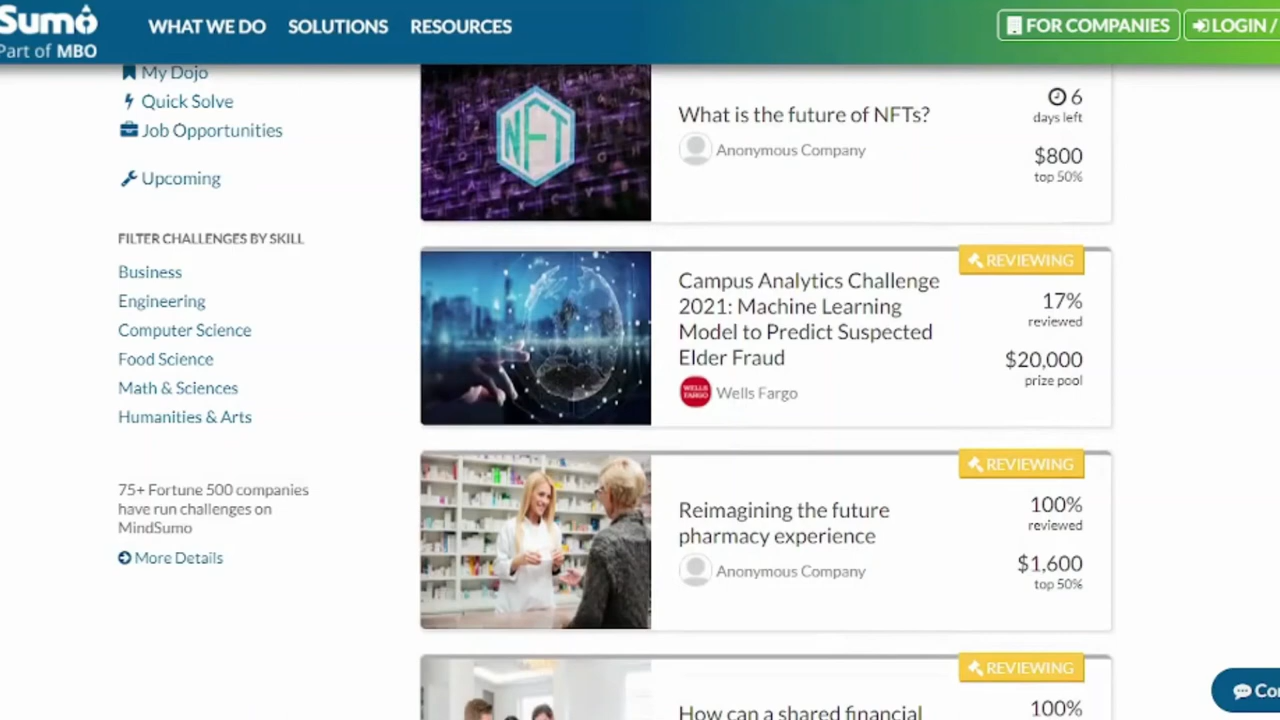 Sumo
Part of MBO
WHAT WE DO
SOLUTIONS
RESOURCES
FOR COMPANIES
LOGIN /
My Dojo
Quick Solve
Job Opportunities
Upcoming
FILTER CHALLENGES BY SKILL
Business
Engineering
Computer Science
Food Science
Math & Sciences
Humanities & Arts
75+ Fortune 500 companies
have run challenges on
MindSumo
More Details
NFT
What is the future of NFTs?
Anonymous Company
6
days left
$800
top 50%
REVIEWING
Campus Analytics Challenge
2021: Machine Learning
Model to Predict Suspected
Elder Fraud
WELLS
FARGO
Wells Fargo
17%
reviewed
$20,000
prize pool
REVIEWING
Reimagining the future
pharmacy experience
Anonymous Company
100%
reviewed
$1,600
top 50%
REVIEWING
How can a shared financial
100%